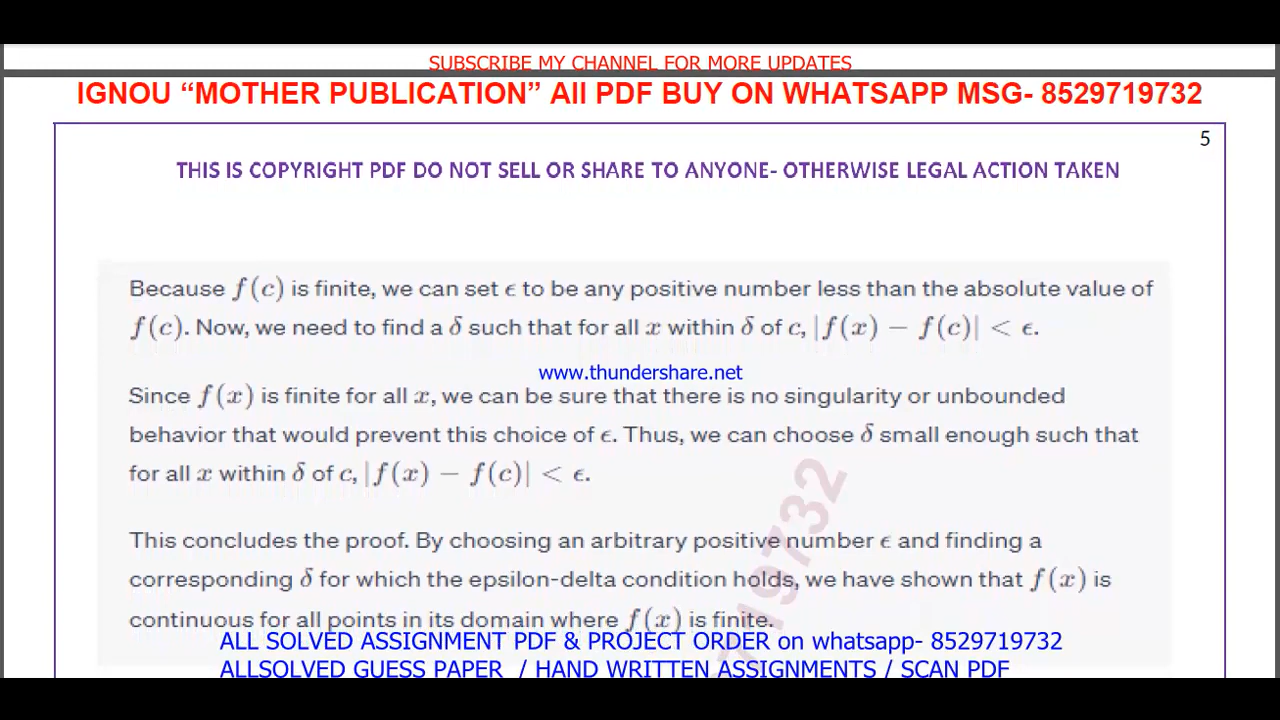 SUBSCRIBE MY CHANNEL FOR MORE UPDATES
IGNOU “MOTHER PUBLICATION” All PDF BUY ON WHATSAPP MSG- 8529719732
5
THIS IS COPYRIGHT PDF DO NOT SELL OR SHARE TO ANYONE- OTHERWISE LEGAL ACTION TAKEN
Because f(c) is finite, we can set ϵ to be any positive number less than the absolute value of
f(c). Now, we need to find a δ such that for all x within δ of c, |f(x) − f(c)| < ϵ.
www.thundershare.net
Since f(x) is finite for all x, we can be sure that there is no singularity or unbounded
behavior that would prevent this choice of ϵ. Thus, we can choose δ small enough such that
for all x within δ of c, |f(x) − f(c)| < ϵ.
This concludes the proof. By choosing an arbitrary positive number ϵ and finding a
corresponding δ for which the epsilon-delta condition holds, we have shown that f(x) is
continuous for all points in its domain where f(x) is finite.
ALL SOLVED ASSIGNMENT PDF & PROJECT ORDER on whatsapp- 8529719732
ALLSOLVED GUESS PAPER / HAND WRITTEN ASSIGNMENTS / SCAN PDF